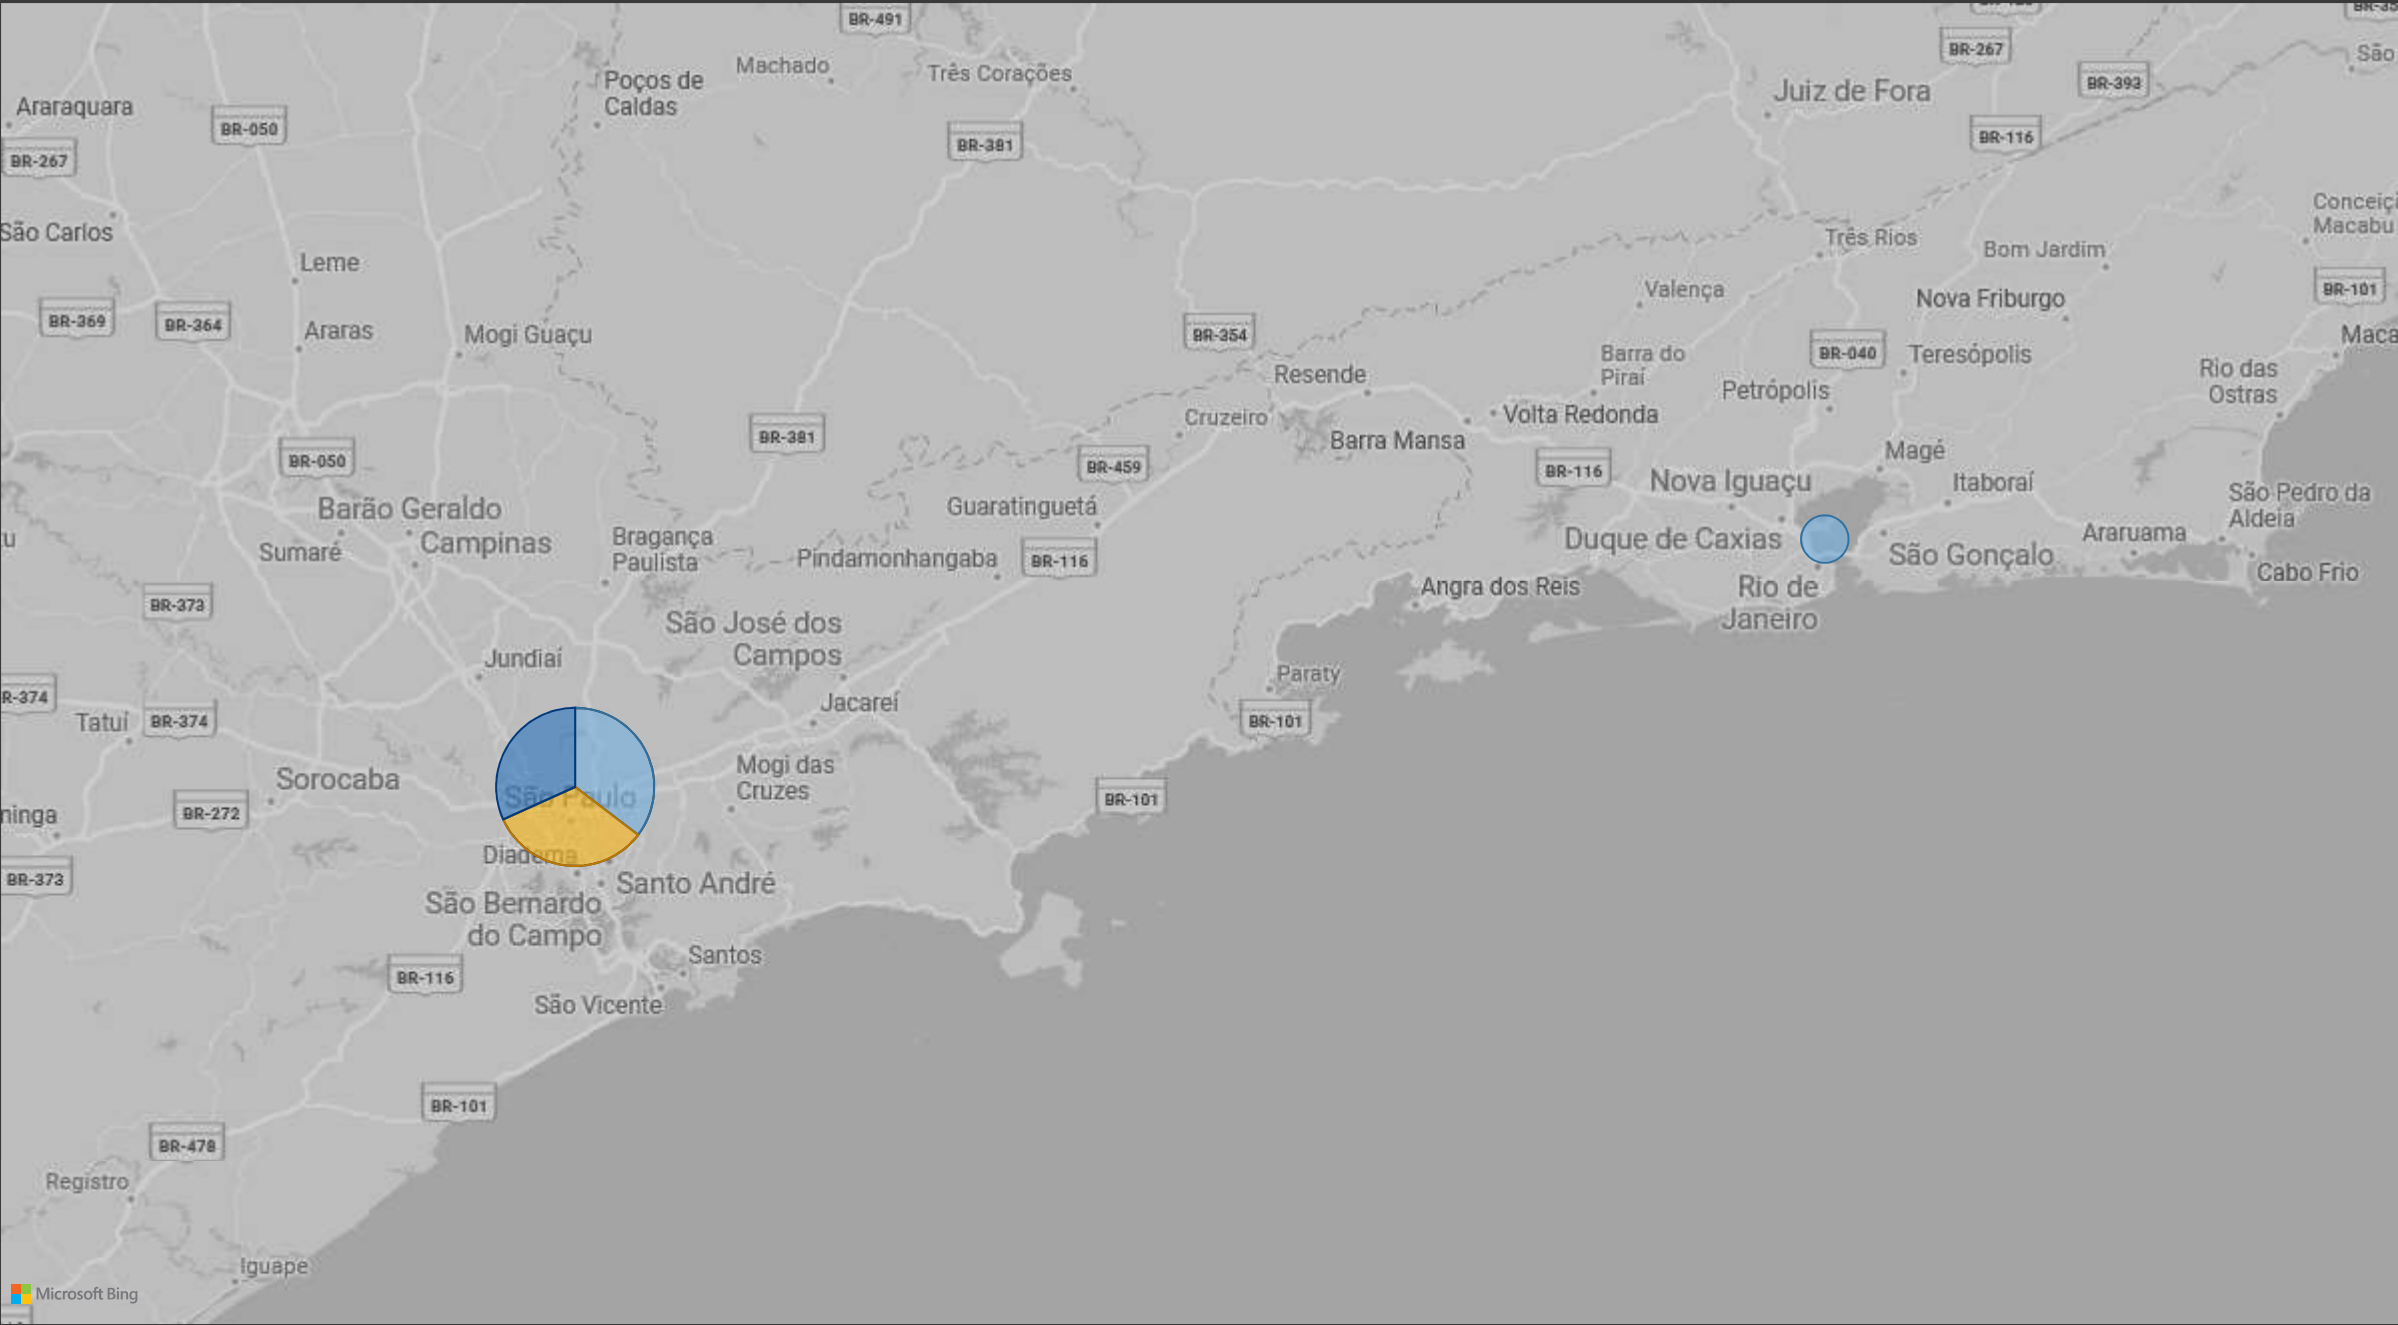 BR-491
BR-267
BR-393
São
Machado
Três Corações
Poços de
Caldas
Juiz de Fora
Araraquara
BR-050
BR-381
BR-116
BR-267
São Carlos
Conceiçi
Macabu
Três Rios
Bom Jardim
Leme
Valença
Nova Friburgo
BR-101
BR-369
BR-364
Araras
Mogi Guaçu
BR-354
Barra do
Piraí
BR-040
Teresópolis
Maca
Resende
Petrópolis
Rio das
Ostras
Cruzeiro
Volta Redonda
BR-381
Barra Mansa
BR-050
BR-459
BR-116
Magé
Nova Iguaçu
Itaboraí
São Pedro da
Aldeia
Guaratinguetá
Barão Geraldo
Campinas
Sumaré
Bragança
Paulista
Pindamonhangaba
BR-116
Duque de Caxias
São Gonçalo
Araruama
Cabo Frio
Angra dos Reis
Rio de
Janeiro
BR-373
São José dos
Campos
Jundiaí
Paraty
R-374
Tatuí
BR-374
Jacareí
BR-101
Sorocaba
Mogi das
Cruzes
São Paulo
BR-101
ninga
BR-272
Diadema
BR-373
Santo André
São Bernardo
do Campo
Santos
BR-116
São Vicente
BR-101
BR-478
Registro
Iguape
Microsoft Bing